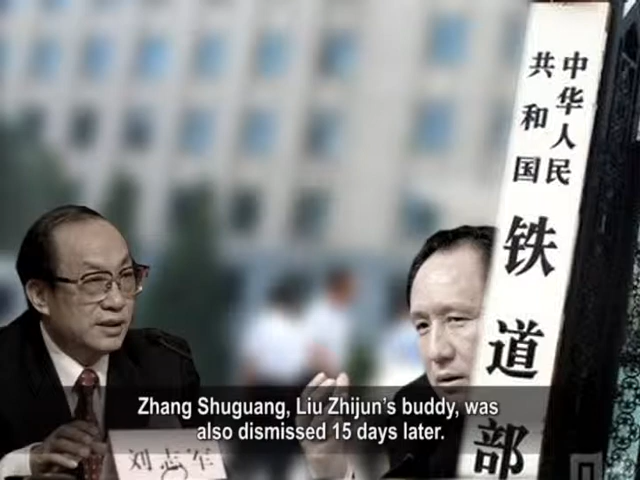 中华人民
共和国
铁道部
刘志军
Zhang Shuguang, Liu Zhijun's buddy, was
also dismissed 15 days later.